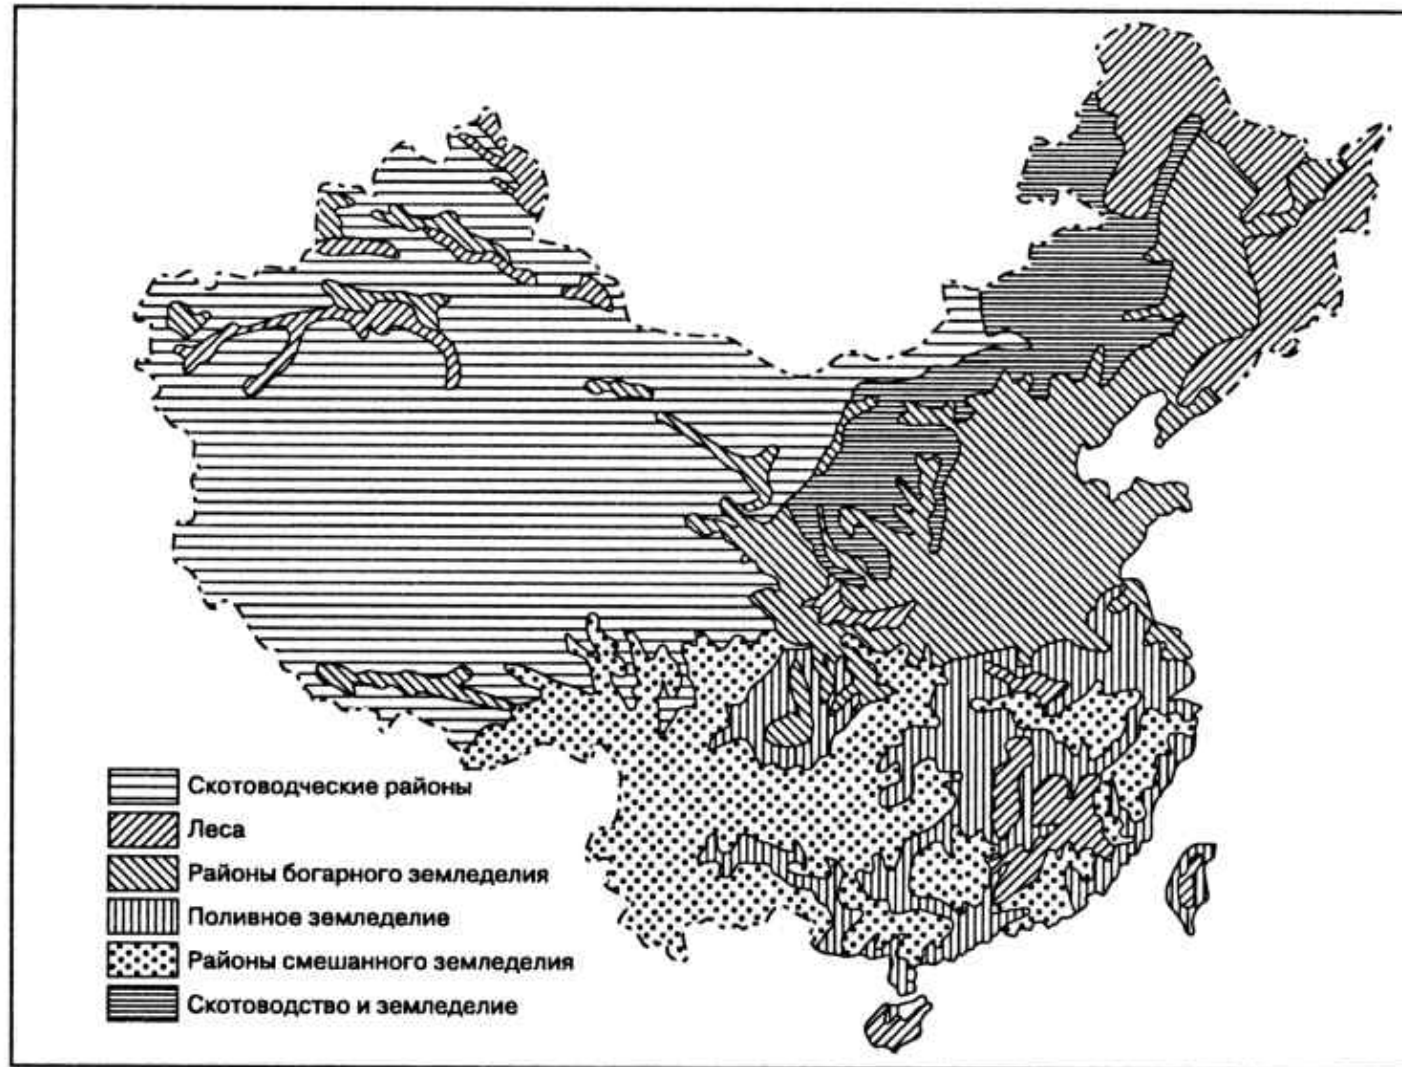 Скотоводческие районы
Леса
Районы богарного земледелия
Поливное земледелие
Районы смешанного земледелия
Скотоводство и земледелие